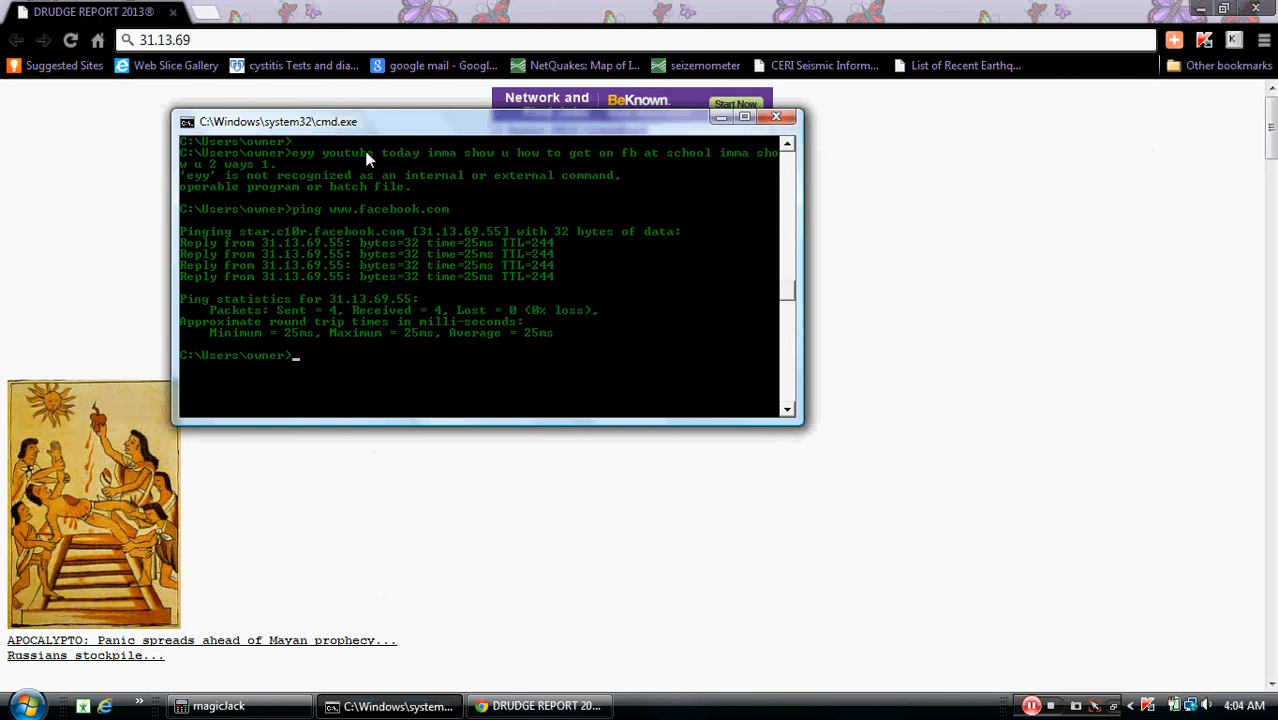 DRUDGE REPORT 2013®
31.13.69
Suggested Sites
Web Slice Gallery
cystitis Tests and dia...
google mail - Googl...
NetQuakes: Map of I...
seizemometer
CERI Seismic Inform...
List of Recent Earthq...
Other bookmarks
Network and
BeKnown.
Start Now
C:\Windows\system32\cmd.exe
C:\Users\owner>
C:\Users\owner>eyy youtube today imma show u how to get on fb at school imma sho
w u 2 ways 1.
'eyy' is not recognized as an internal or external command,
operable program or batch file.
C:\Users\owner>ping www.facebook.com
Pinging star.c10r.facebook.com [31.13.69.55] with 32 bytes of data:
Reply from 31.13.69.55: bytes=32 time=25ms TTL=244
Reply from 31.13.69.55: bytes=32 time=25ms TTL=244
Reply from 31.13.69.55: bytes=32 time=25ms TTL=244
Reply from 31.13.69.55: bytes=32 time=25ms TTL=244
Ping statistics for 31.13.69.55:
Packets: Sent = 4, Received = 4, Lost = 0 (0% loss),
Approximate round trip times in milli-seconds:
Minimum = 25ms, Maximum = 25ms, Average = 25ms
C:\Users\owner>_
APOCALYPTO: Panic spreads ahead of Mayan prophecy...
Russians stockpile...
magicJack
C:\Windows\system...
DRUDGE REPORT 20...
4:04 AM